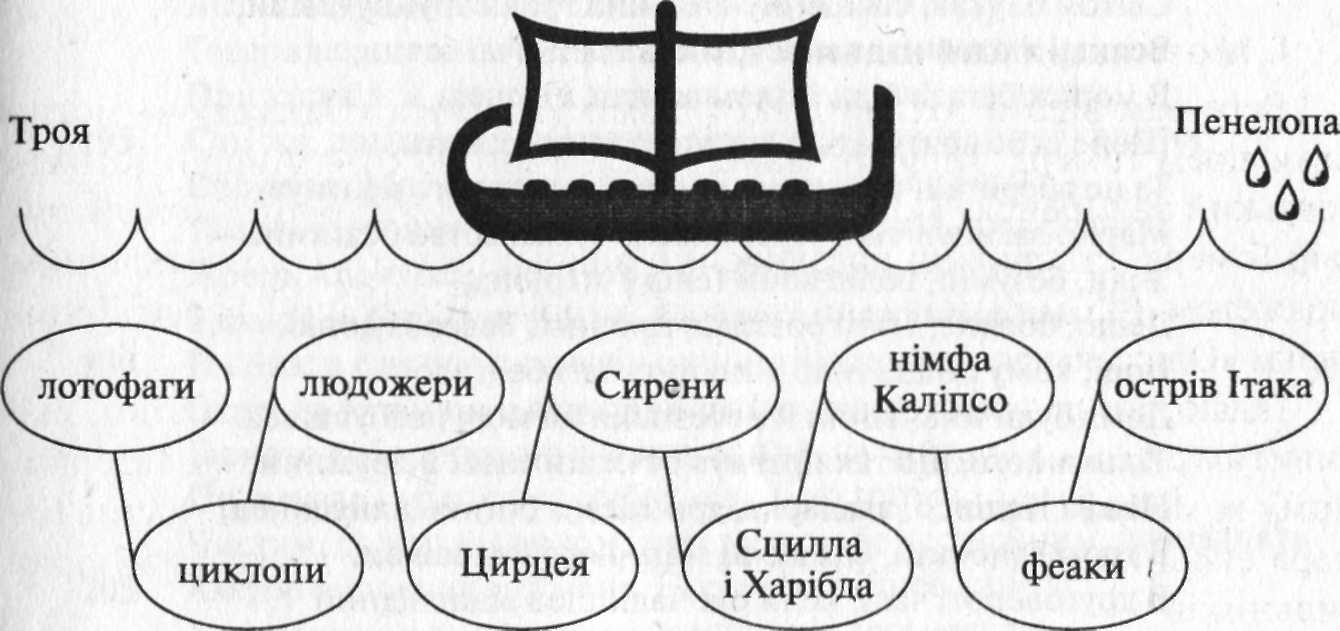 Троя
Пенелопа
лотофаги
людожери
Сирени
німфа
Каліпсо
острів Ітака
циклопи
Цирцея
Сцилла
і Харібда
феаки